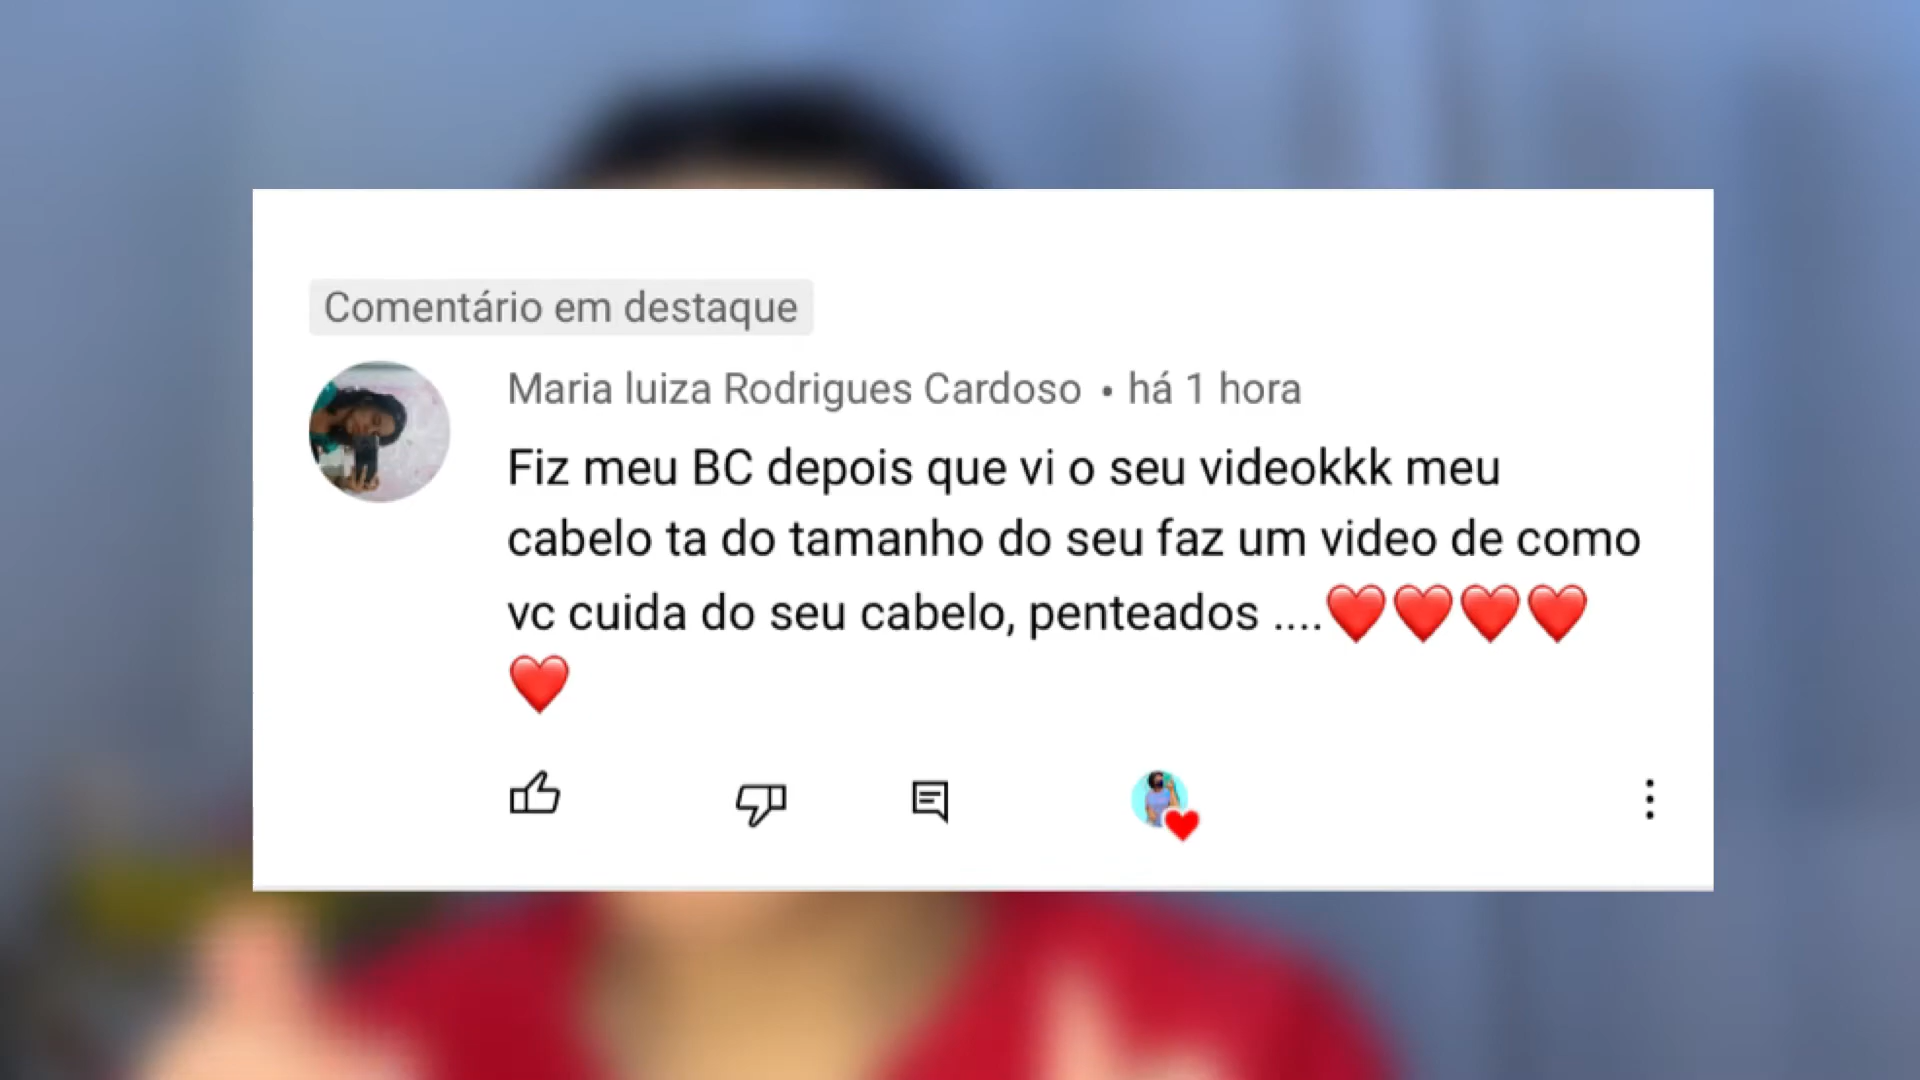 Comentário em destaque
Maria luiza Rodrigues Cardoso • há 1 hora
Fiz meu BC depois que vi o seu videokkk meu
cabelo ta do tamanho do seu faz um video de como
vc cuida do seu cabelo, penteados ....❤️❤️❤️❤️
❤️